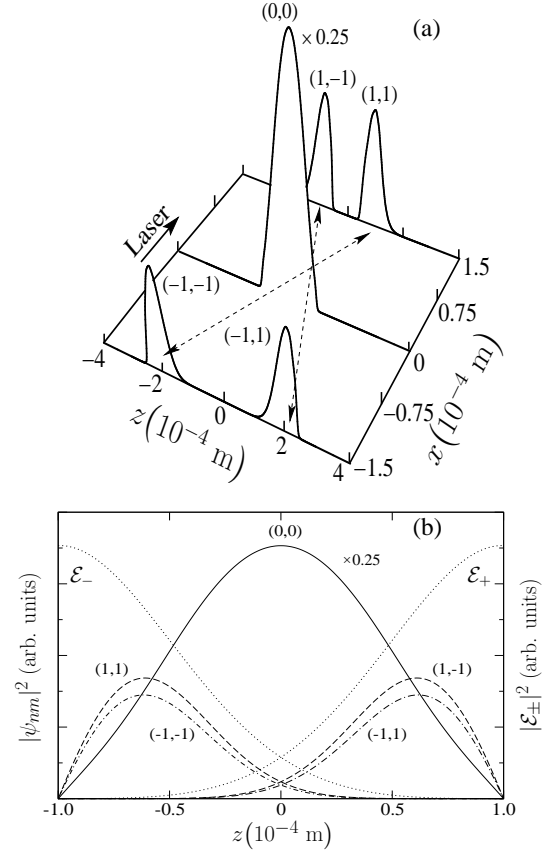 (0,0)
(a)
× 0.25
(1,−1)
(1,1)
Laser
(−1,−1)
(−1,1)
1.5
0.75
0
−0.75
−1.5
x(10⁻⁴ m)
−4
−2
0
2
4
z(10⁻⁴ m)
(b)
(0,0)
×0.25
ℰ₋
ℰ₊
(1,1)
(1,-1)
(-1,-1)
(-1,1)
|ψₙₘ|² (arb. units)
|ℰ±|² (arb. units)
-1.0
-0.5
0
0.5
1.0
z(10⁻⁴ m)